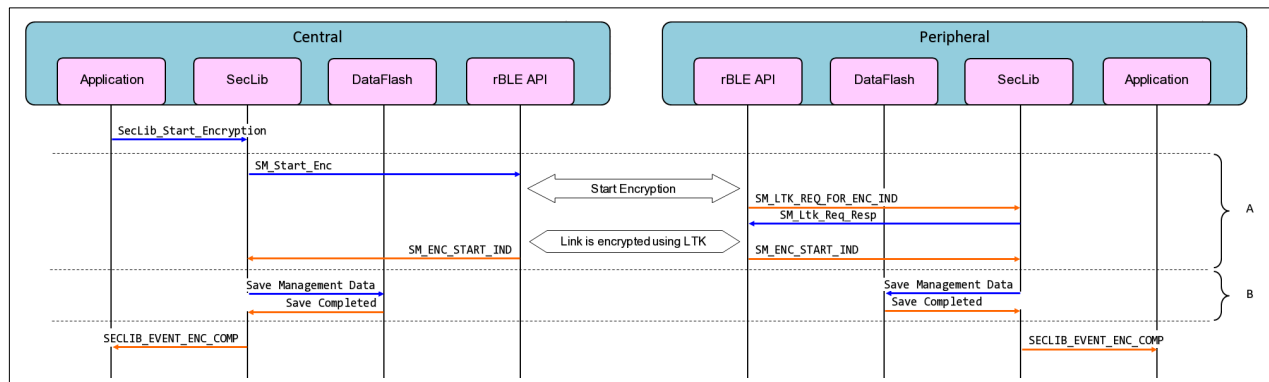 Central
Peripheral
Application
SecLib
DataFlash
rBLE API
rBLE API
DataFlash
SecLib
Application
SecLib_Start_Encryption
SM_Start_Enc
Start Encryption
SM_LTK_REQ_FOR_ENC_IND
A
SM_Ltk_Req_Resp
Link is encrypted using LTK
SM_ENC_START_IND
SM_ENC_START_IND
Save Management Data
Save Management Data
B
Save Completed
Save Completed
SECLIB_EVENT_ENC_COMP
SECLIB_EVENT_ENC_COMP